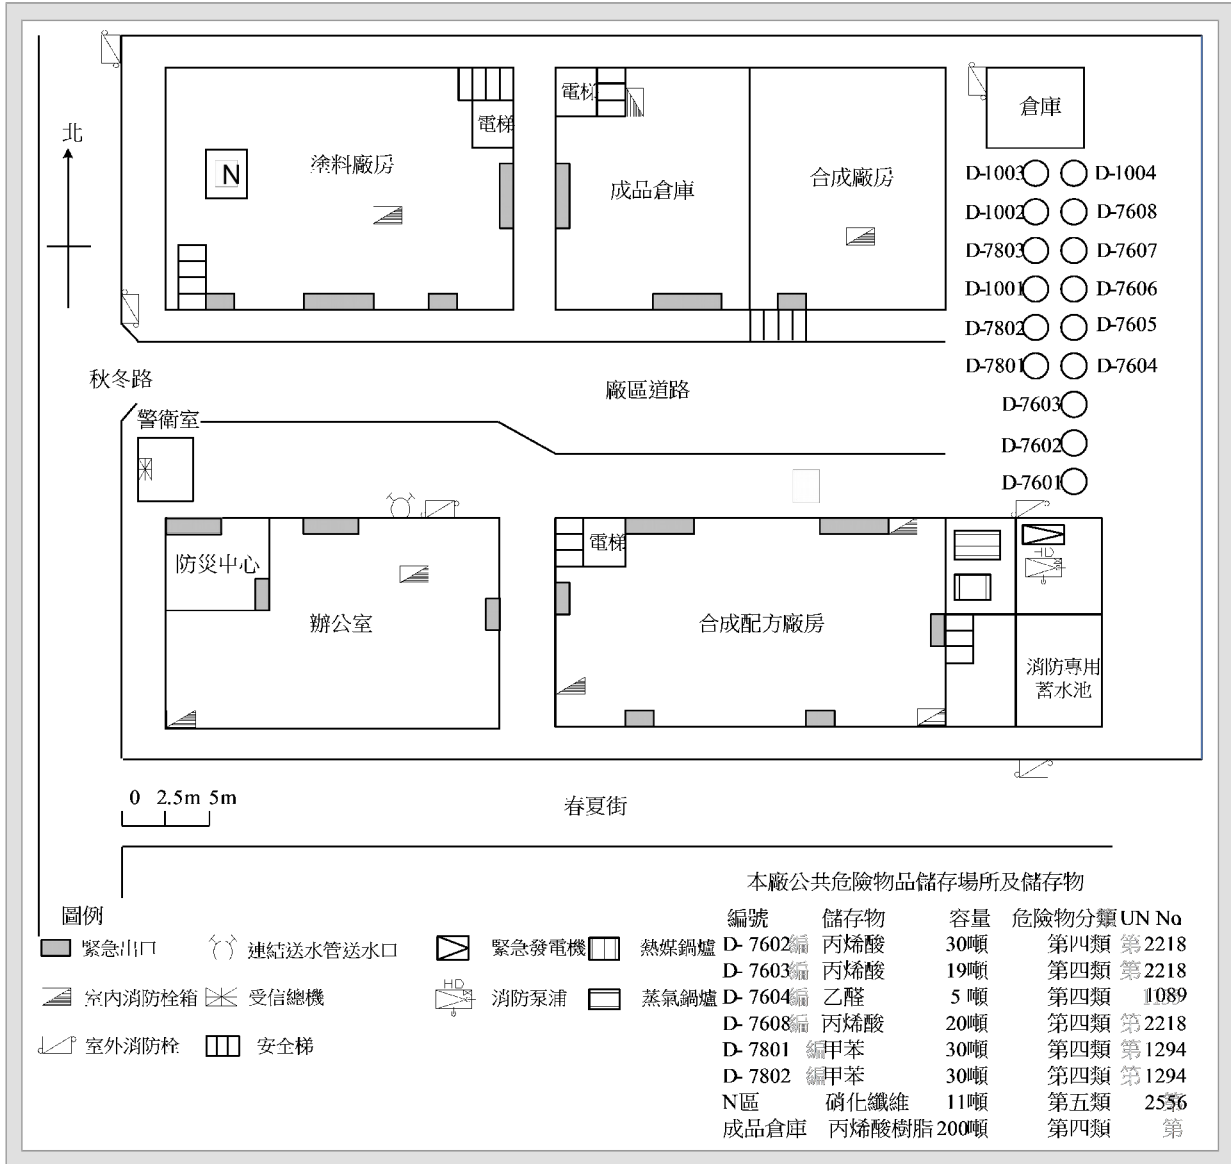 北
N
塗料廠房
電梯
電梯
成品倉庫
合成廠房
倉庫
D-1003
D-1004
D-1002
D-7608
D-7803
D-7607
D-1001
D-7606
D-7802
D-7605
D-7801
D-7604
D-7603
D-7602
D-7601
秋冬路
廠區道路
警衛室
防災中心
辦公室
電梯
合成配方廠房
HD
消防專用
蓄水池
0 2.5m 5m
春夏街
圖例
緊急出口
連結送水管送水口
緊急發電機
熱媒鍋爐
室內消防栓箱
受信總機
HD
消防泵浦
蒸氣鍋爐
室外消防栓
安全梯
本廠公共危險物品儲存場所及儲存物
編號 儲存物 容量 危險物分類 UN No.
D- 7602 丙烯酸 30噸 第四類 2218
D- 7603 丙烯酸 19噸 第四類 2218
D- 7604 乙醛 5 噸 第四類 1089
D- 7608 丙烯酸 20噸 第四類 2218
D- 7801 甲苯 30噸 第四類 1294
D- 7802 甲苯 30噸 第四類 1294
N區 硝化纖維 11噸 第五類 2556
成品倉庫 丙烯酸樹脂 200噸 第四類